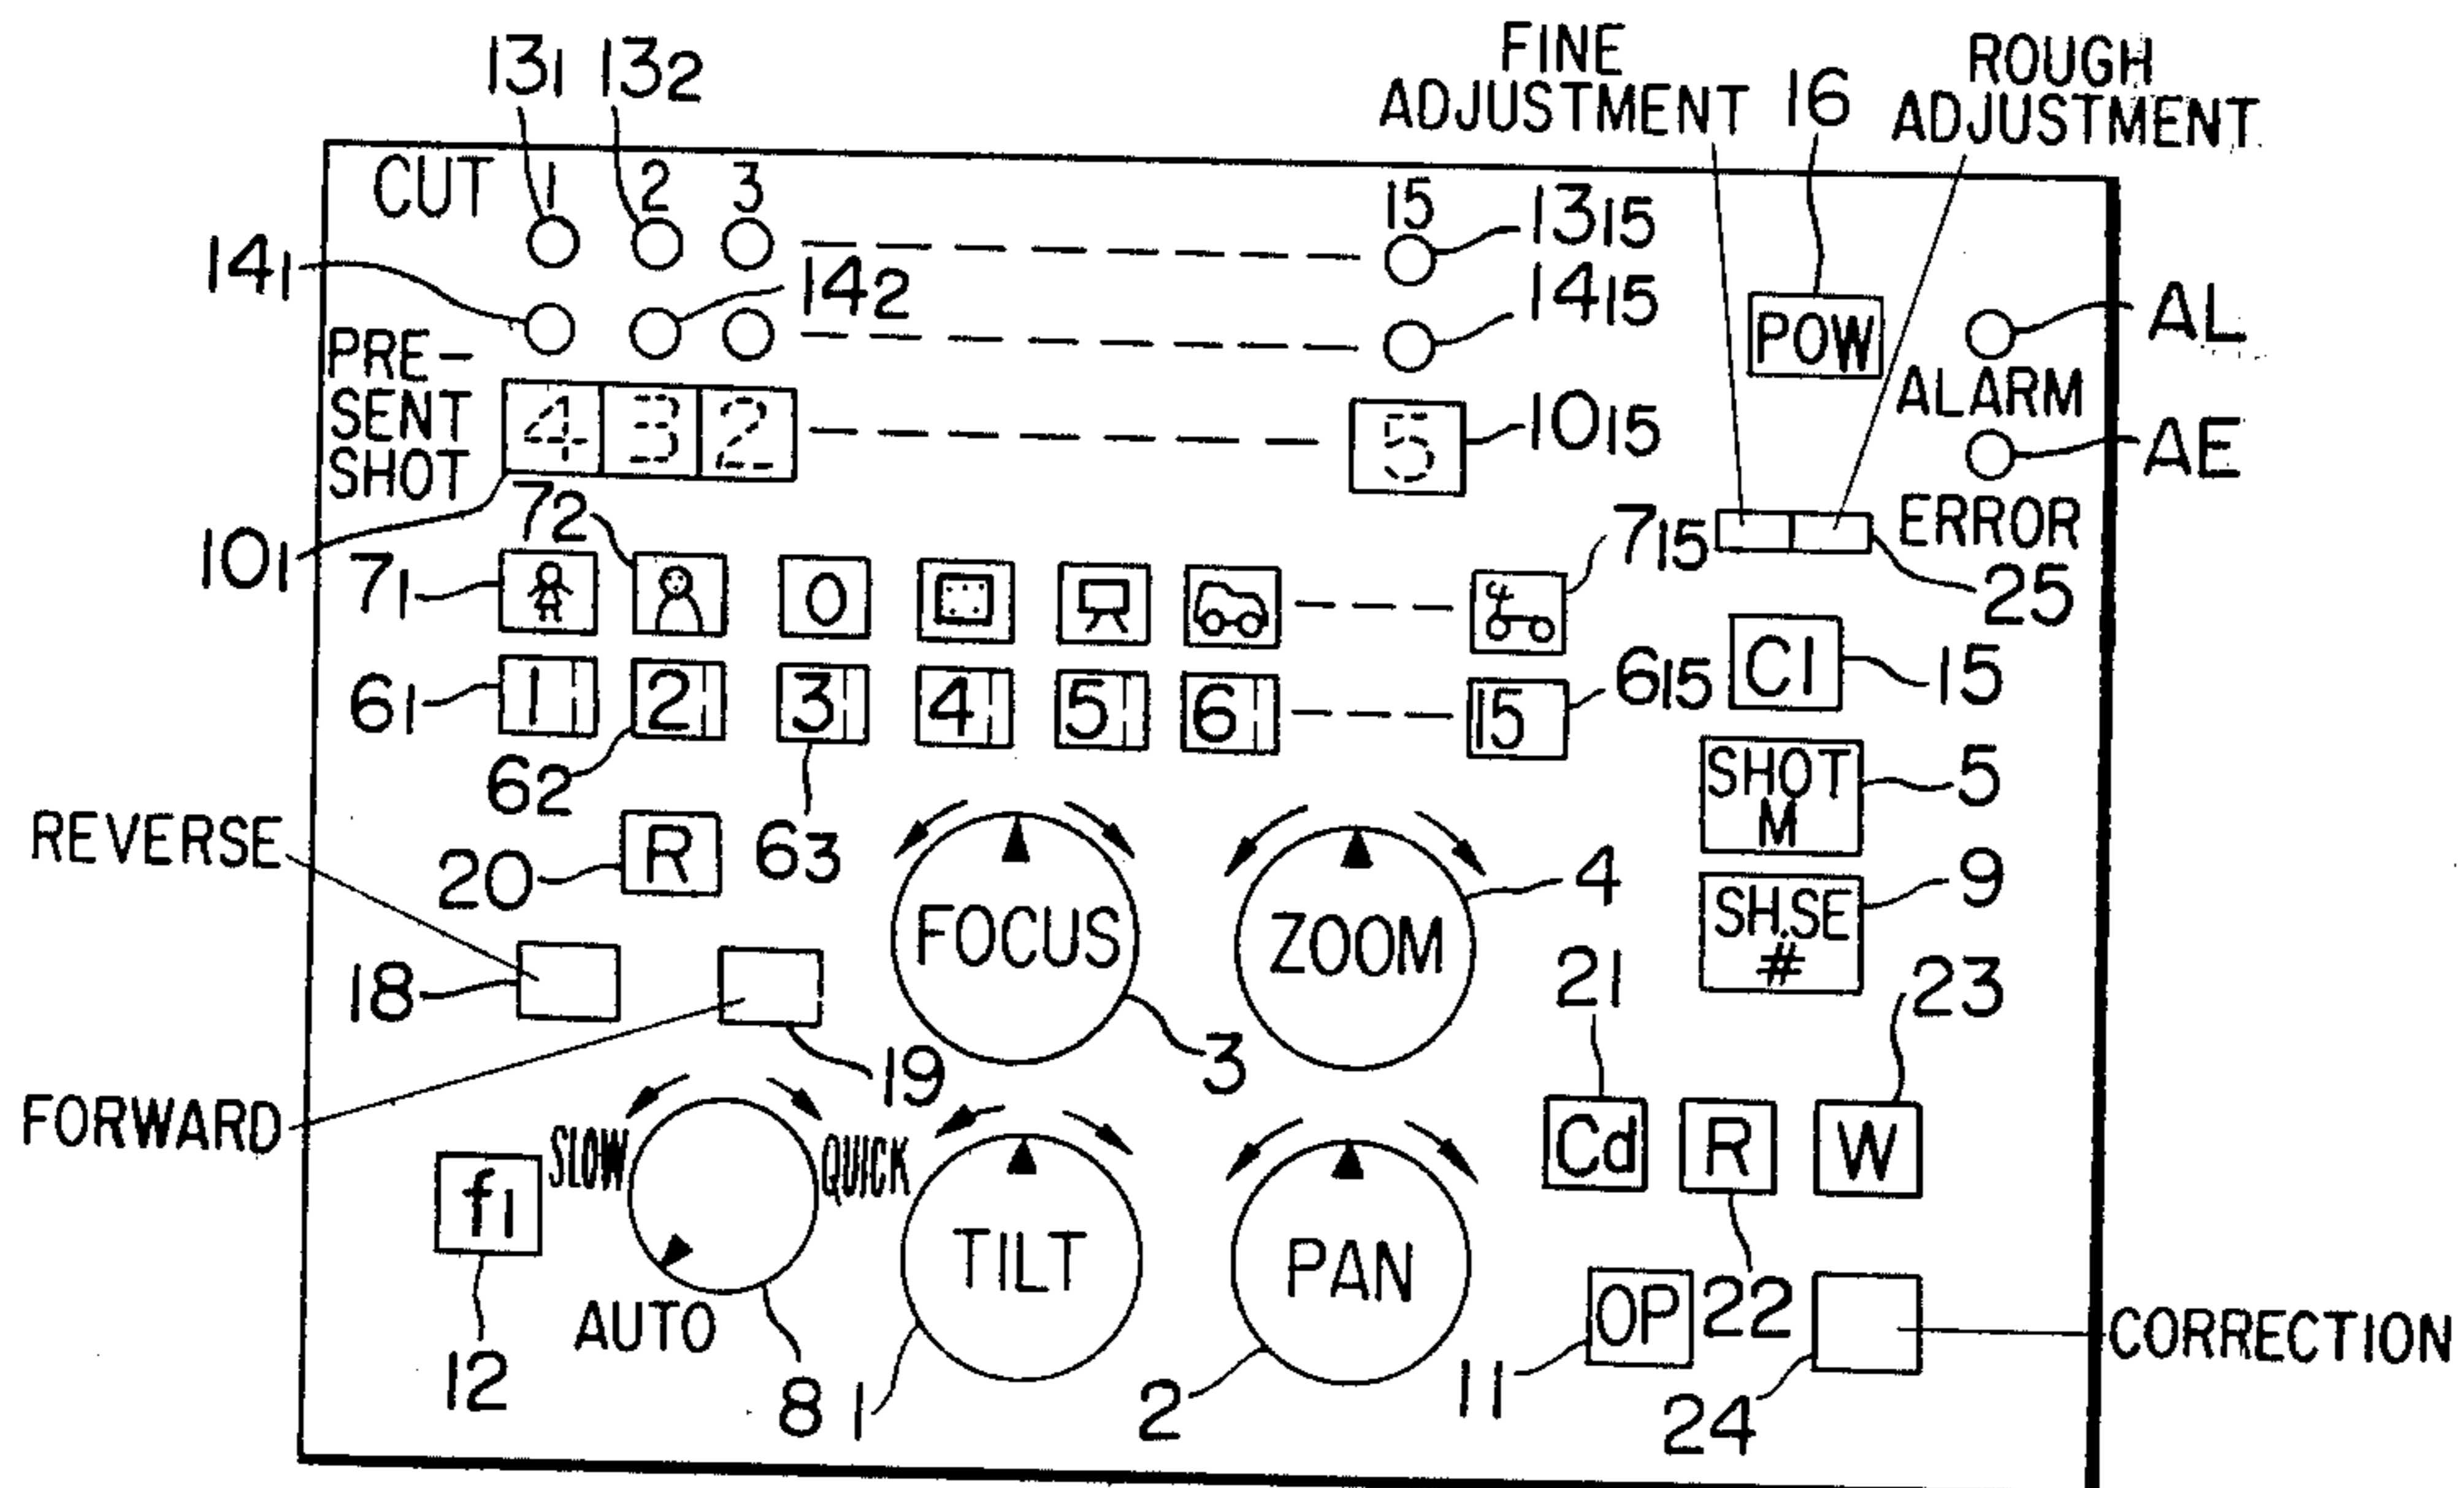 FINE
ADJUSTMENT
16
ROUGH
ADJUSTMENT
13₁ 13₂
CUT 1 2 3 15
13₁₅
14₁
14₂
14₁₅
POW
AL
ALARM
PRE-
SENT
SHOT
4 3 2 5
10₁₅
AE
ERROR
10₁
7₁
7₂
0
7₁₅
25
6₁
1 2 3 4 5 6 15
6₁₅
C1
15
6₂
6₃
SHOT
M
5
REVERSE
20
R
FOCUS
ZOOM
4
SH.SE
#
9
18
19
3
21
23
FORWARD
SLOW
QUICK
AUTO
f1
12
8
TILT
1
PAN
2
Cd R W
22
OP
11
24
CORRECTION